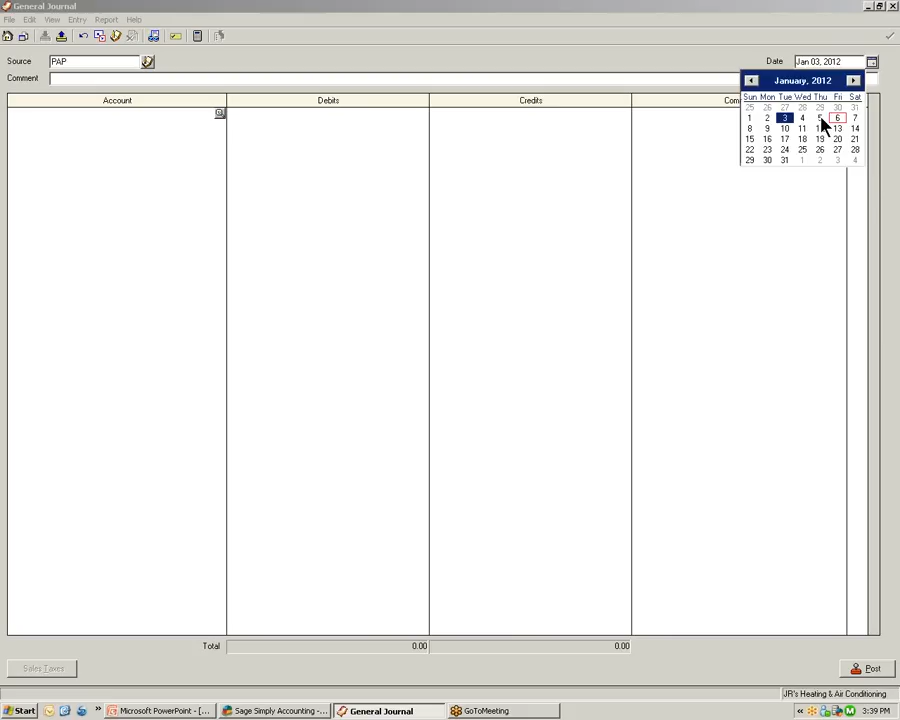 General Journal
File Edit View Entry Report Help
Source PAP Date Jan 03, 2012
Comment
January, 2012
Account Debits Credits Com
Sun Mon Tue Wed Thu Fri Sat
25 26 27 28 29 30 31
1 2 3 4 5 6 7
8 9 10 11 13 14
15 16 17 18 19 20 21
22 23 24 25 26 27 28
29 30 31 1 2 3 4
Total 0.00 0.00
Sales Taxes Post
JR's Heating & Air Conditioning
Start » Microsoft PowerPoint - [... Sage Simply Accounting -... General Journal GoToMeeting « 3:39 PM